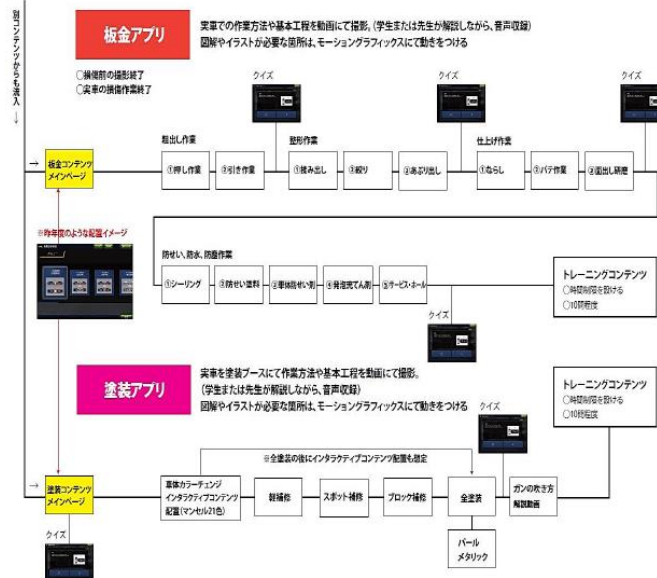 別コンテンツからも流入→
板金アプリ
実車での作業方法や基本工程を動画にて撮影。(学生または先生が解説しながら、音声収録)
図解やイラストが必要な箇所は、モーショングラフィックスにて動きをつける
○損傷前の撮影終了
○実車の損傷作業終了
クイズ
クイズ
クイズ
粗出し作業
整形作業
仕上げ作業
→
板金コンテンツ
メインページ
①押し作業
②引き作業
①揉み出し
②絞り
③あぶり出し
①ならし
②パテ作業
③面出し研磨
※昨年度のような配置イメージ
防せい、防水、防塵作業
①シーリング
②防せい塗料
③車体防せい剤
④発泡充てん剤
⑤サービス・ホール
トレーニングコンテンツ
○時間制限を設ける
○10問程度
クイズ
塗装アプリ
実車を塗装ブースにて作業方法や基本工程を動画にて撮影。
(学生または先生が解説しながら、音声収録)
図解やイラストが必要な箇所は、モーショングラフィックスにて動きをつける
トレーニングコンテンツ
○時間制限を設ける
○10問程度
クイズ
※全塗装の後にインタラクティブコンテンツ配置も想定
→
塗装コンテンツ
メインページ
車体カラーチェンジ
インタラクティブコンテンツ
配置(マンセル21色)
補修
スポット補修
ブロック補修
全塗装
ガンの吹き方
解説動画
パール
メタリック
クイズ